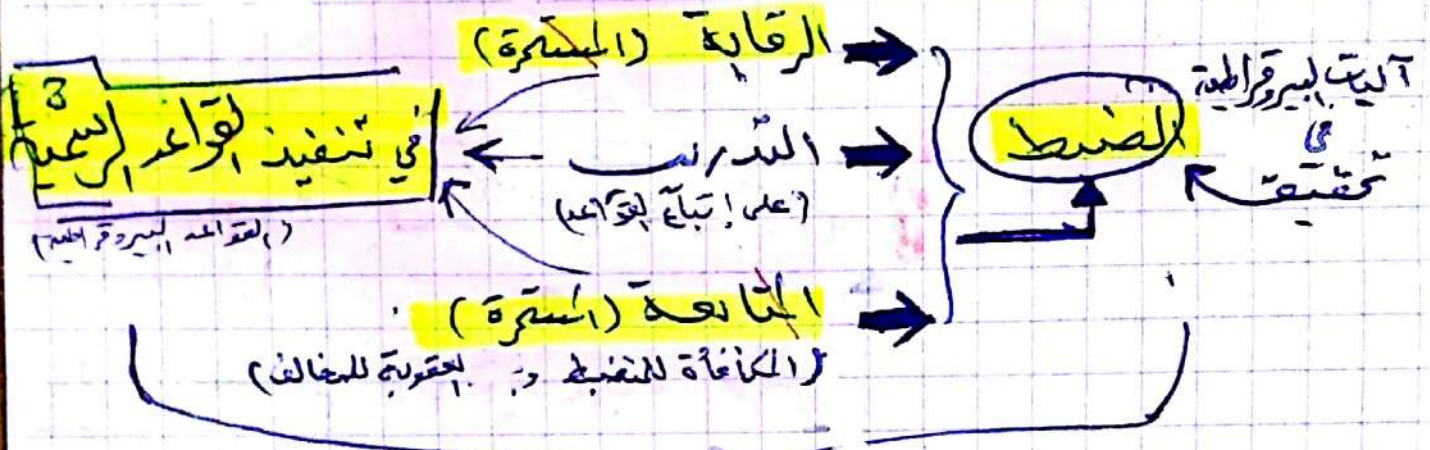 آليات البيروقراطية
في
تحقيق
الضبط
الرقابة (المستمرة)
التدريب
(على إتباع القواعد)
المتابعة (المستمرة)
(المكافأة للمنضبط و العقوبة للمخالف)
3
في تنفيذ القواعد الرسمية
(القواعد البيروقراطية)